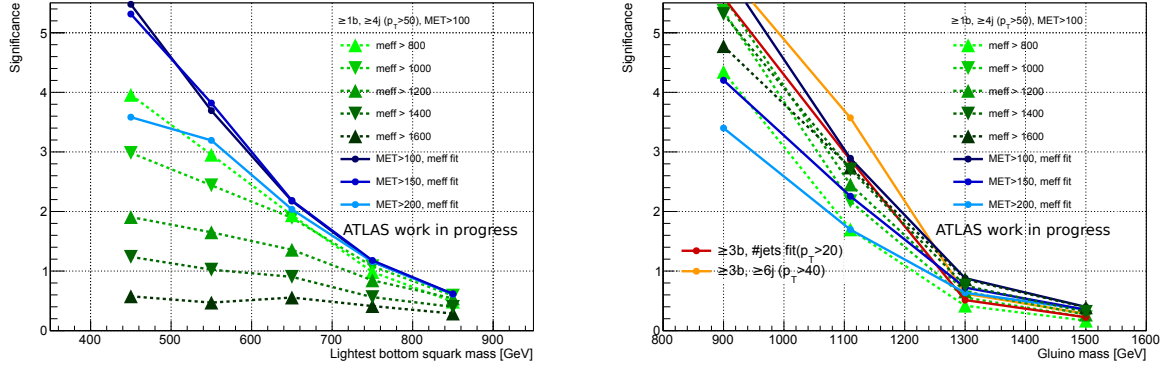 Significance
≥1b, ≥4j (p_T>50), MET>100
meff > 800
meff > 1000
meff > 1200
meff > 1400
meff > 1600
MET>100, meff fit
MET>150, meff fit
MET>200, meff fit
ATLAS work in progress
5
4
3
2
1
0
400 500 600 700 800 900
Lightest bottom squark mass [GeV]
Significance
≥1b, ≥4j (p_T>50), MET>100
meff > 800
meff > 1000
meff > 1200
meff > 1400
meff > 1600
MET>100, meff fit
MET>150, meff fit
MET>200, meff fit
ATLAS work in progress
≥3b, #jets fit(p_T>20)
≥3b, ≥6j (p_T>40)
5
4
3
2
1
0
800 900 1000 1100 1200 1300 1400 1500 1600
Gluino mass [GeV]